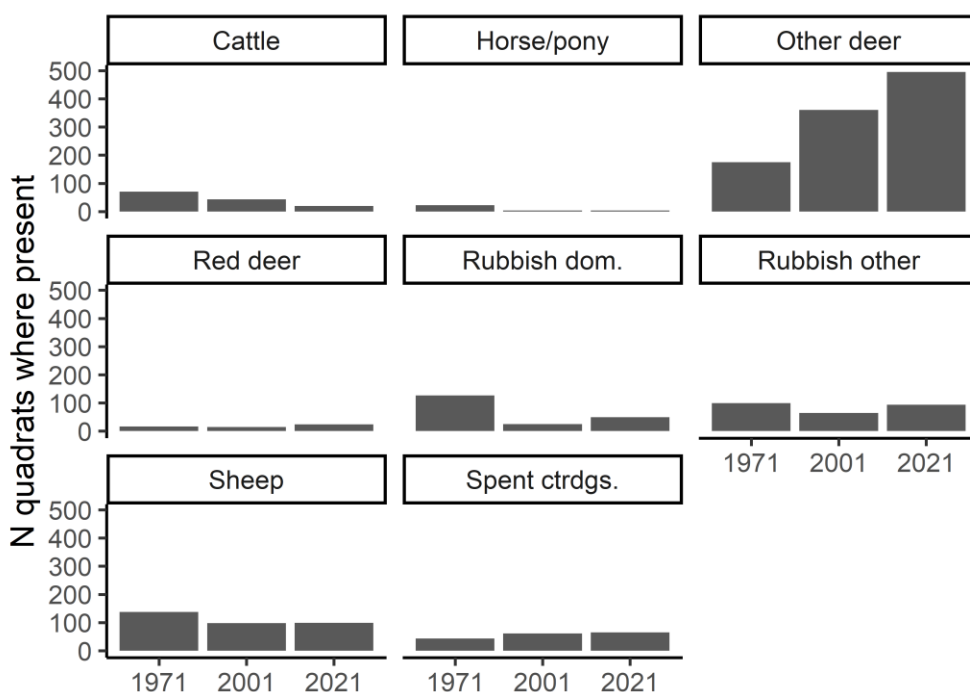 N quadrats where present
Cattle
Horse/pony
Other deer
500
400
300
200
100
0
Red deer
Rubbish dom.
Rubbish other
500
400
300
200
100
0
1971 2001 2021
Sheep
Spent ctrdgs.
500
400
300
200
100
0
1971 2001 2021
1971 2001 2021